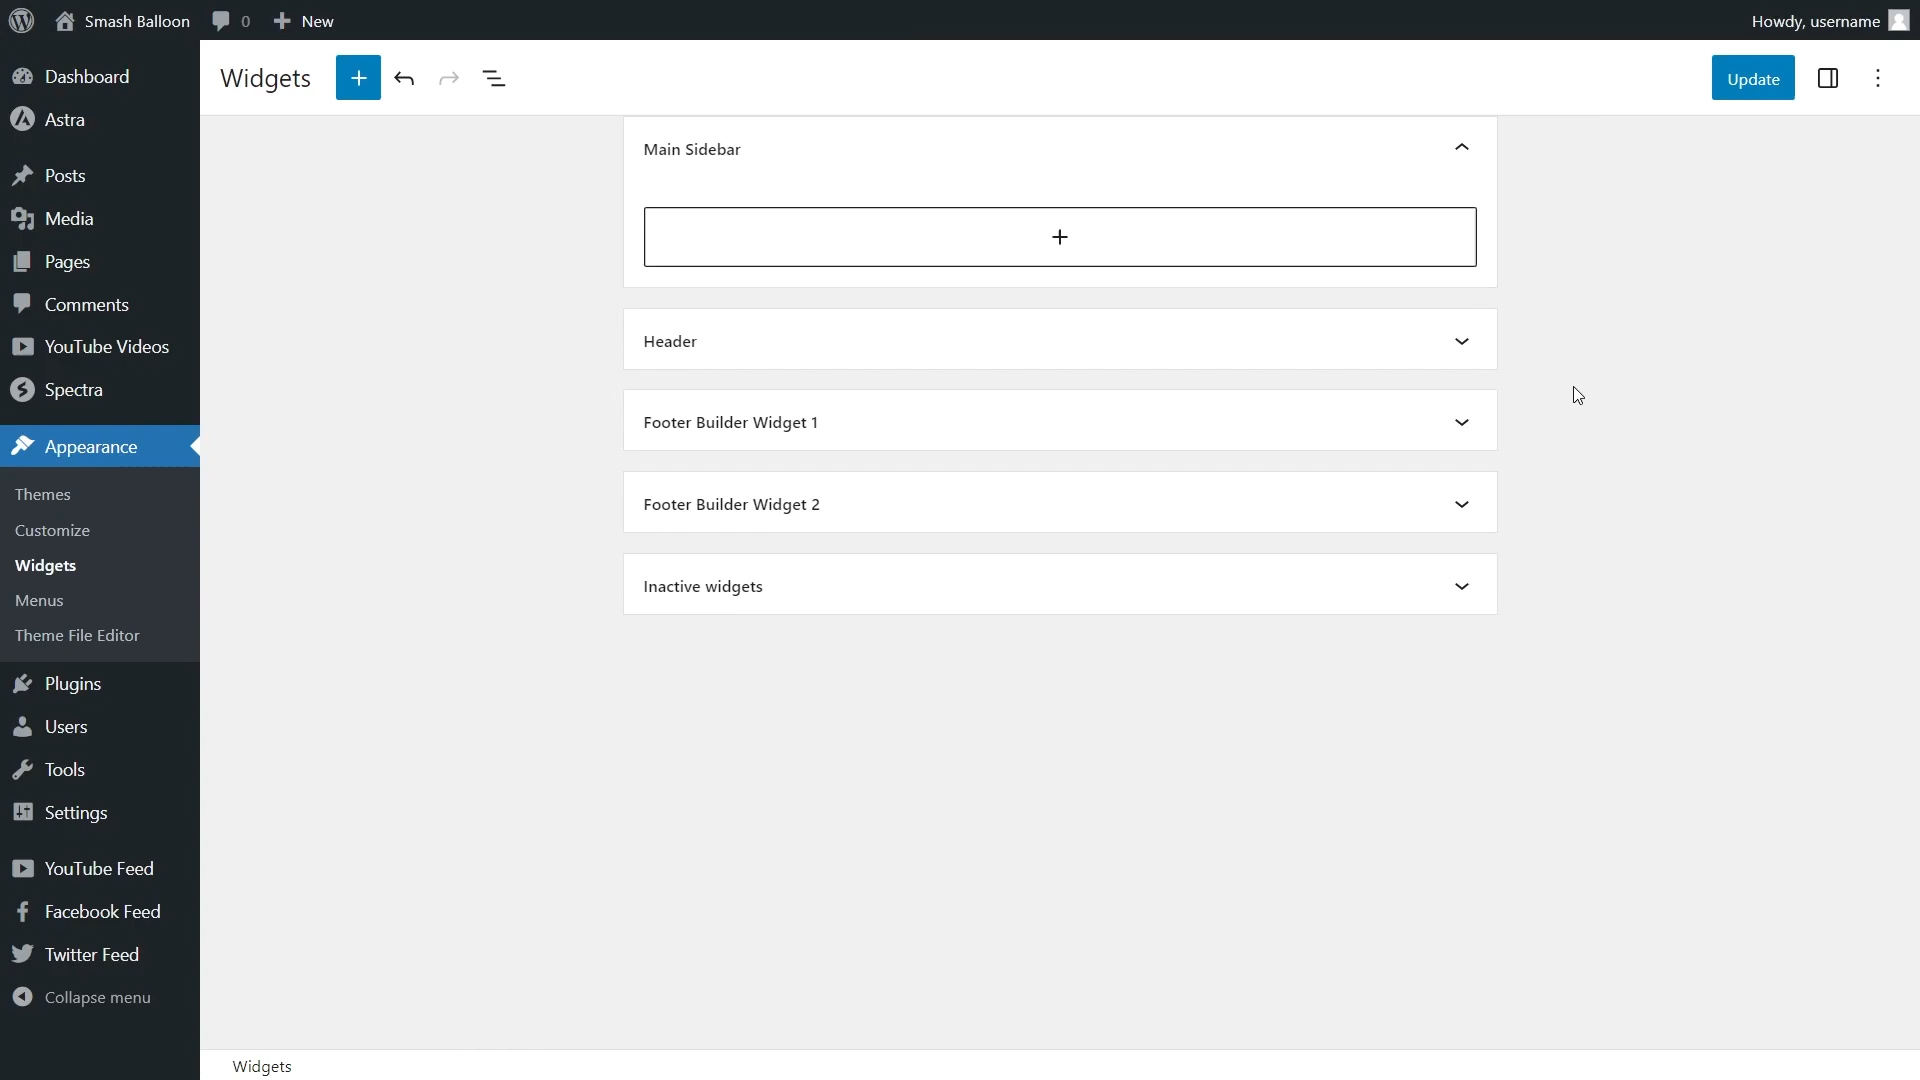 Smash Balloon
0
New
Howdy, username
Dashboard
Astra
Posts
Media
Pages
Comments
YouTube Videos
Spectra
Appearance
Themes
Customize
Widgets
Menus
Theme File Editor
Plugins
Users
Tools
Settings
YouTube Feed
Facebook Feed
Twitter Feed
Collapse menu
Widgets
Update
Main Sidebar
Header
Footer Builder Widget 1
Footer Builder Widget 2
Inactive widgets
Widgets